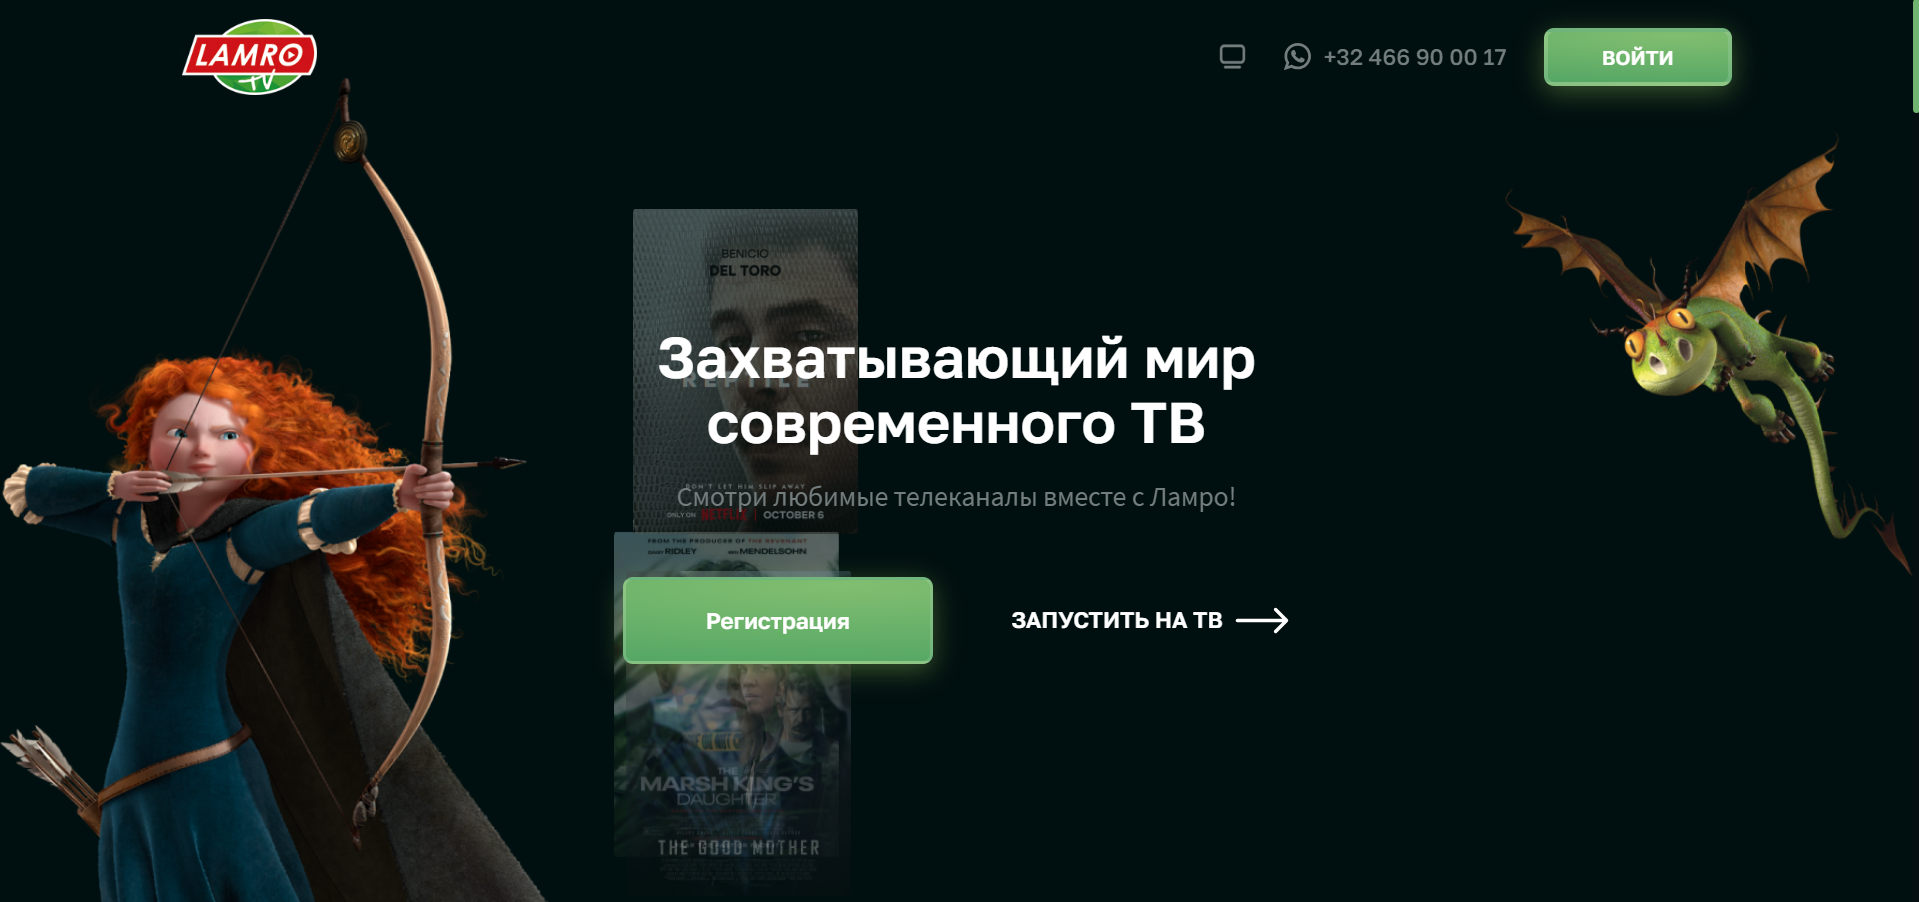 LAMRO
TV
+32 466 90 00 17
ВОЙТИ
BENICIO
DEL TORO
Захватывающий мир
REPTILE
современного ТВ
DON'T LET HIM SLIP AWAY
Смотри любимые телеканалы вместе с Ламро!
ONLY ON NETFLIX | OCTOBER 6
FROM THE PRODUCER OF THE REVENANT
DAISY RIDLEY BEN MENDELSOHN
Регистрация
ЗАПУСТИТЬ НА ТВ
THE
MARSH KING'S
DAUGHTER
THE GOOD MOTHER